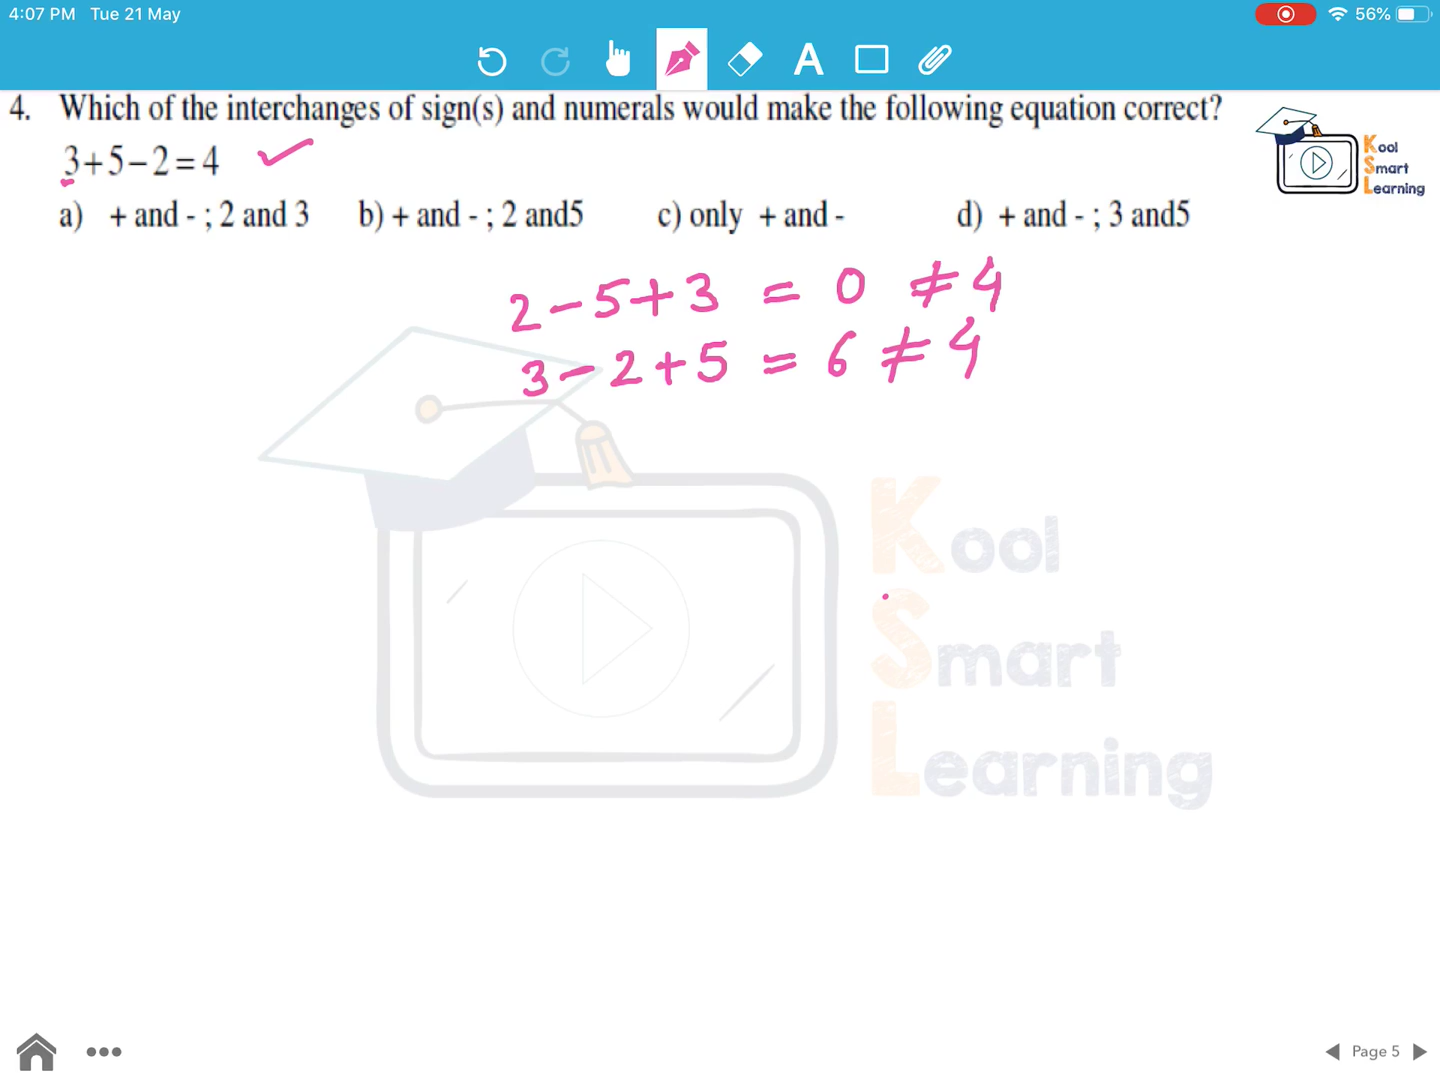 4:07 PM Tue 21 May
56%
A
4. Which of the interchanges of sign(s) and numerals would make the following equation correct?
3+5−2=4
a) + and - ; 2 and 3 b) + and - ; 2 and5 c) only + and - d) + and - ; 3 and5
Kool
Smart
Learning
2 − 5 + 3 = 0 ≠ 4
3 − 2 + 5 = 6 ≠ 4
Kool
Smart
Learning
Page 5